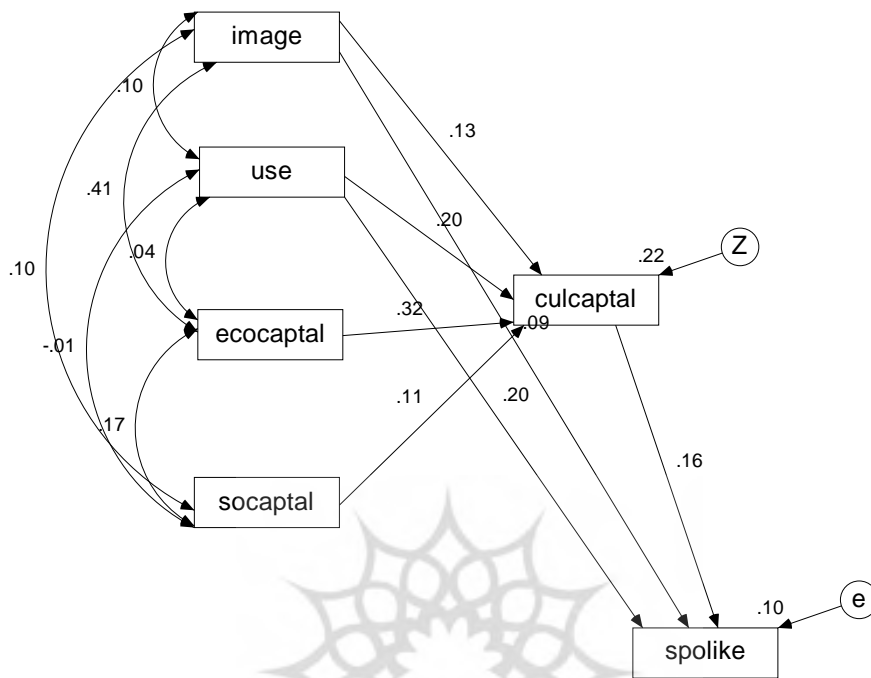 image
.10
.13
use
.41
.20
.04
.22
Z
culcaptal
.10
.32
.09
ecocaptal
-.01
.11
.20
.17
.16
socaptal
.10
e
spolike